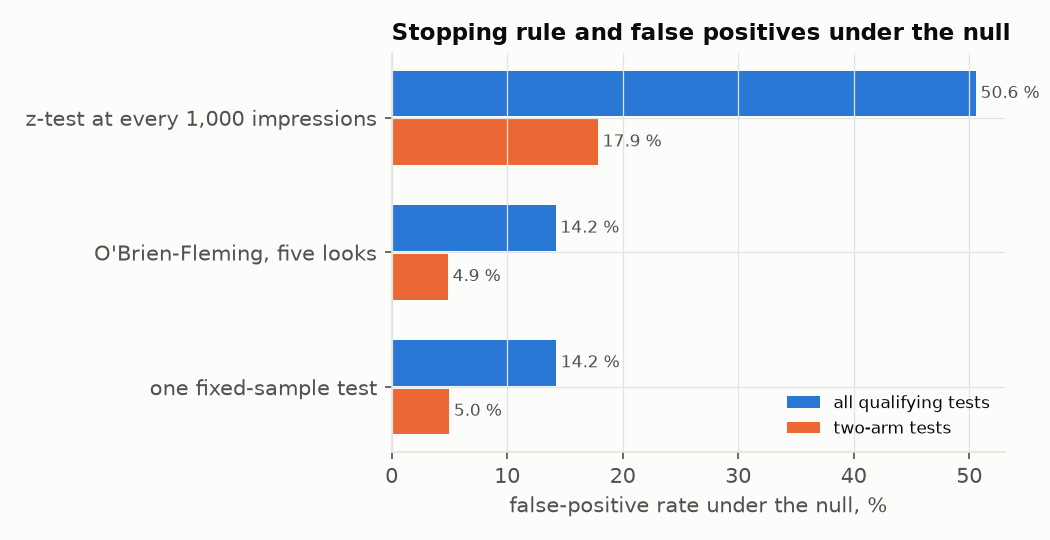 Stopping rule and false positives under the null
z-test at every 1,000 impressions
50.6 %
17.9 %
O'Brien-Fleming, five looks
14.2 %
4.9 %
one fixed-sample test
14.2 %
5.0 %
all qualifying tests
two-arm tests
0 10 20 30 40 50
false-positive rate under the null, %